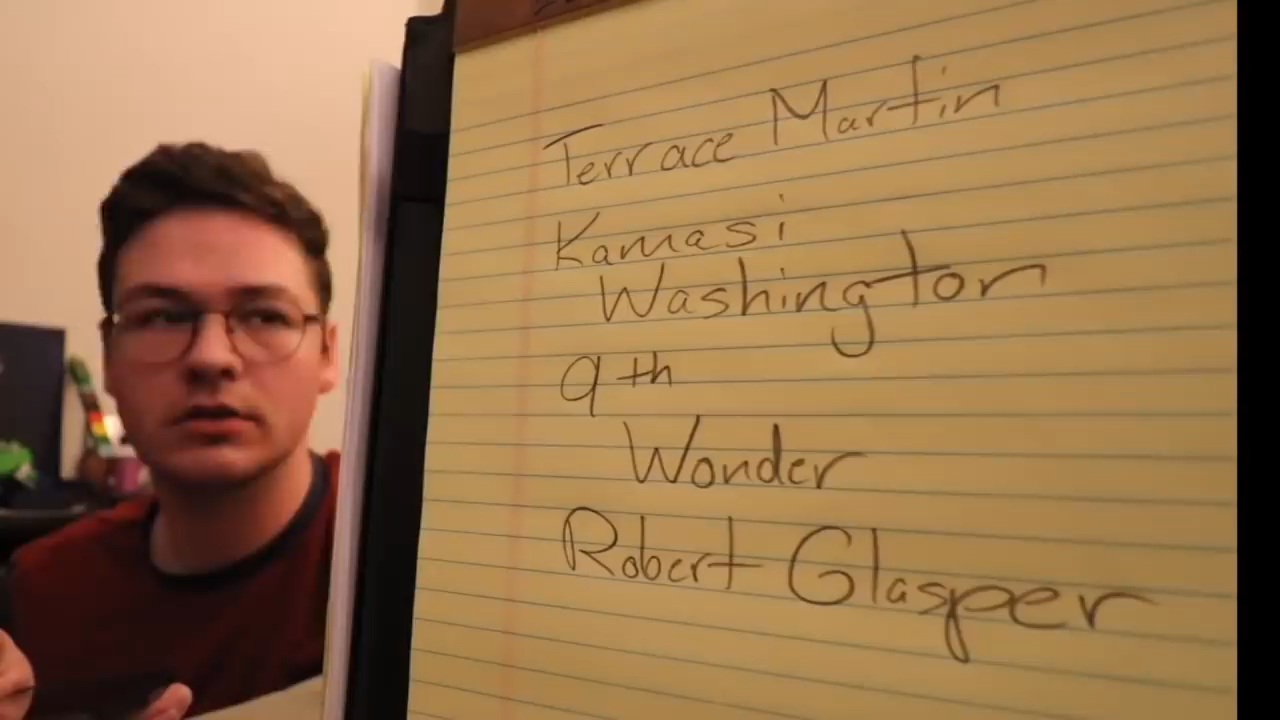 Terrace Martin
Kamasi
Washington
9th
Wonder
Robert Glasper